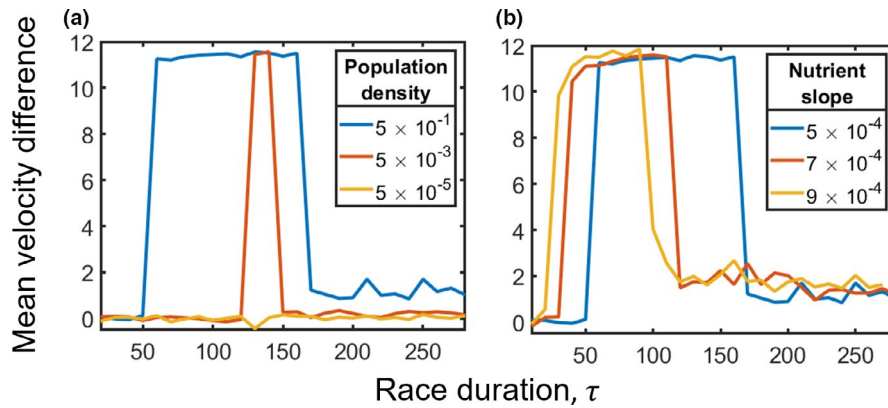 (a)
(b)
Mean velocity difference
12
10
8
6
4
2
0
50
100
150
200
250
Population
density
5 × 10^-1
5 × 10^-3
5 × 10^-5
12
10
8
6
4
2
0
50
100
150
200
250
Nutrient
slope
5 × 10^-4
7 × 10^-4
9 × 10^-4
Race duration, τ